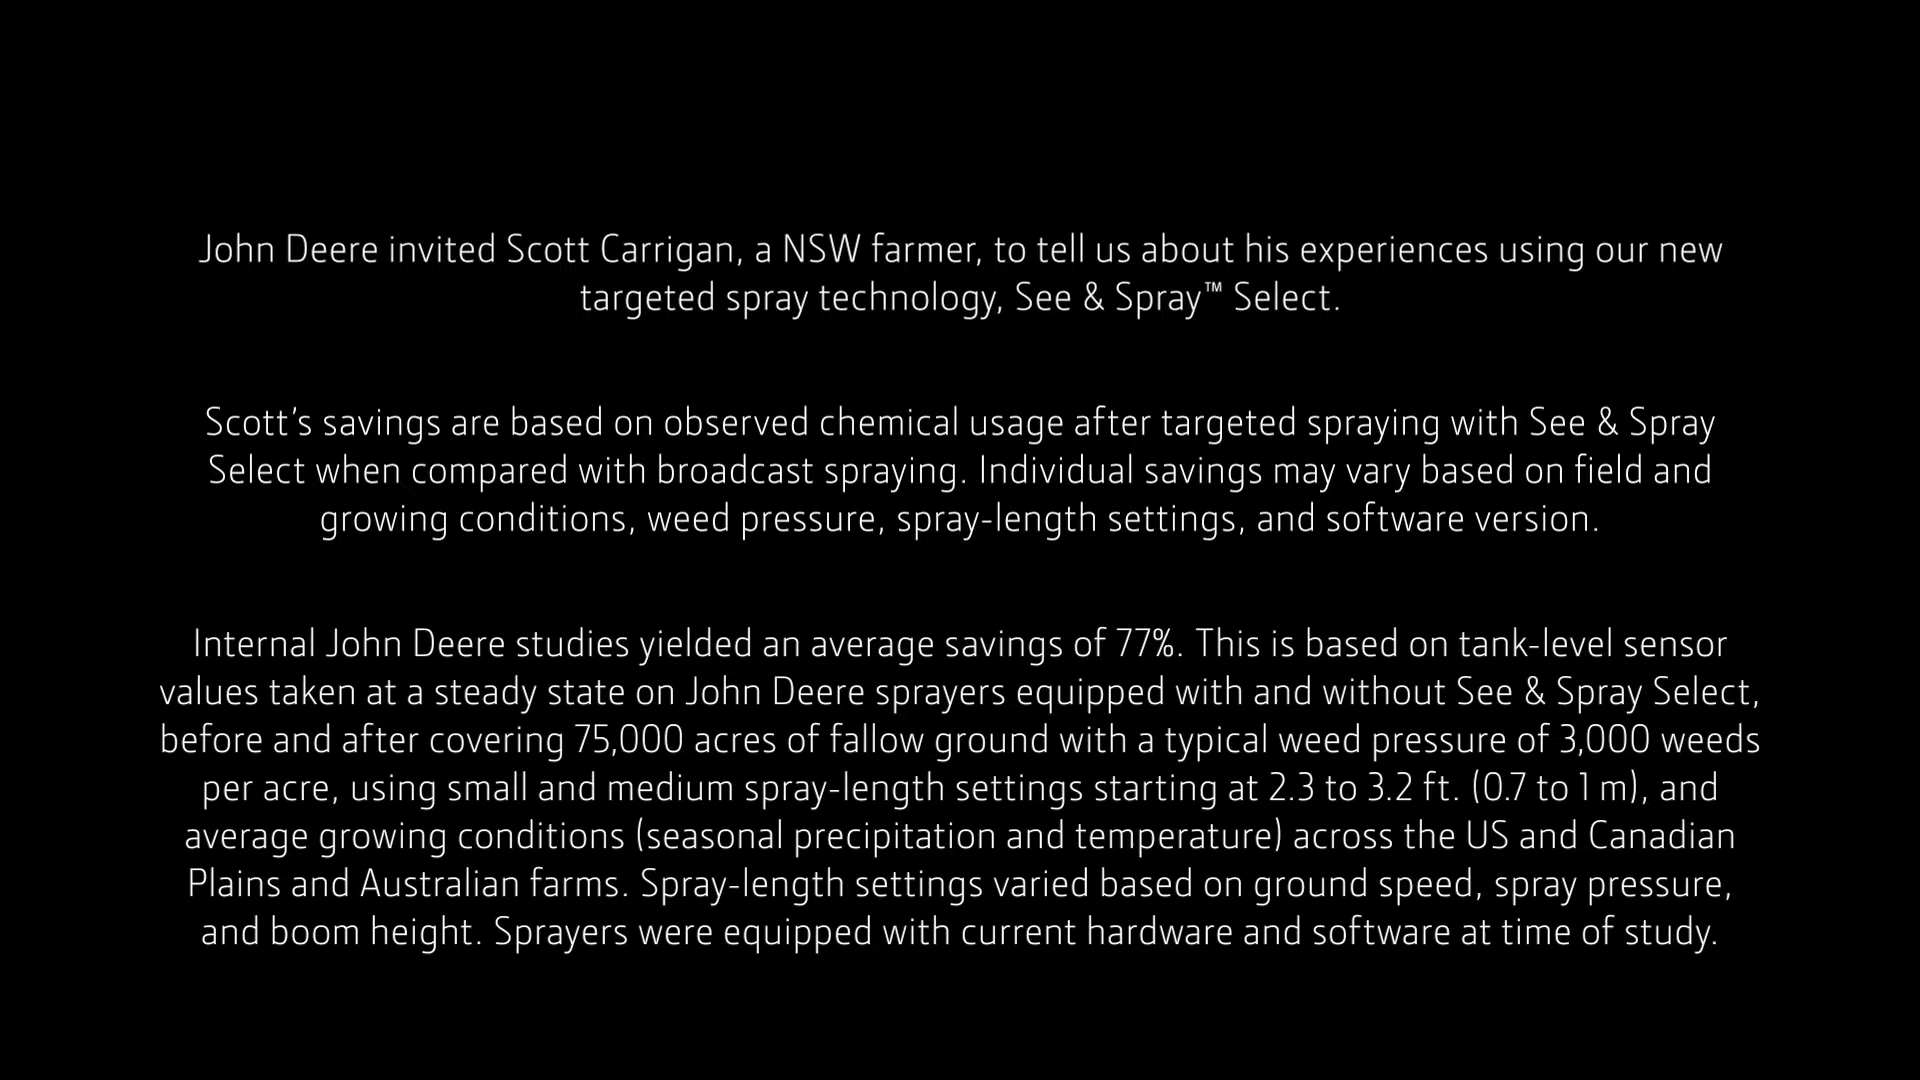 John Deere invited Scott Carrigan, a NSW farmer, to tell us about his experiences using our new
targeted spray technology, See & Spray™ Select.
Scott’s savings are based on observed chemical usage after targeted spraying with See & Spray
Select when compared with broadcast spraying. Individual savings may vary based on field and
growing conditions, weed pressure, spray-length settings, and software version.
Internal John Deere studies yielded an average savings of 77%. This is based on tank-level sensor
values taken at a steady state on John Deere sprayers equipped with and without See & Spray Select,
before and after covering 75,000 acres of fallow ground with a typical weed pressure of 3,000 weeds
per acre, using small and medium spray-length settings starting at 2.3 to 3.2 ft. (0.7 to 1 m), and
average growing conditions (seasonal precipitation and temperature) across the US and Canadian
Plains and Australian farms. Spray-length settings varied based on ground speed, spray pressure,
and boom height. Sprayers were equipped with current hardware and software at time of study.